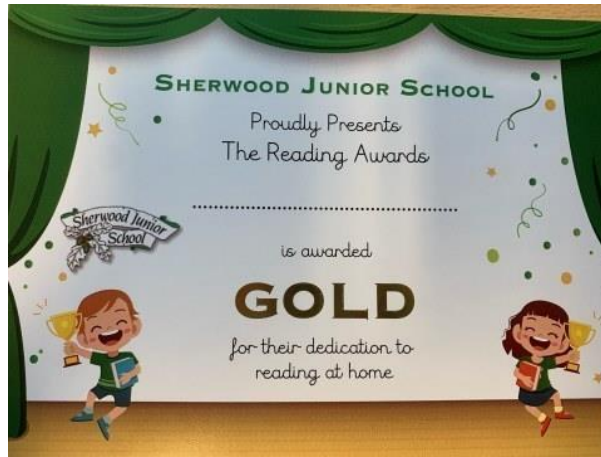 SHERWOOD JUNIOR SCHOOL
Proudly Presents
The Reading Awards
..........................................................
Sherwood Junior
School
is awarded
GOLD
for their dedication to
reading at home